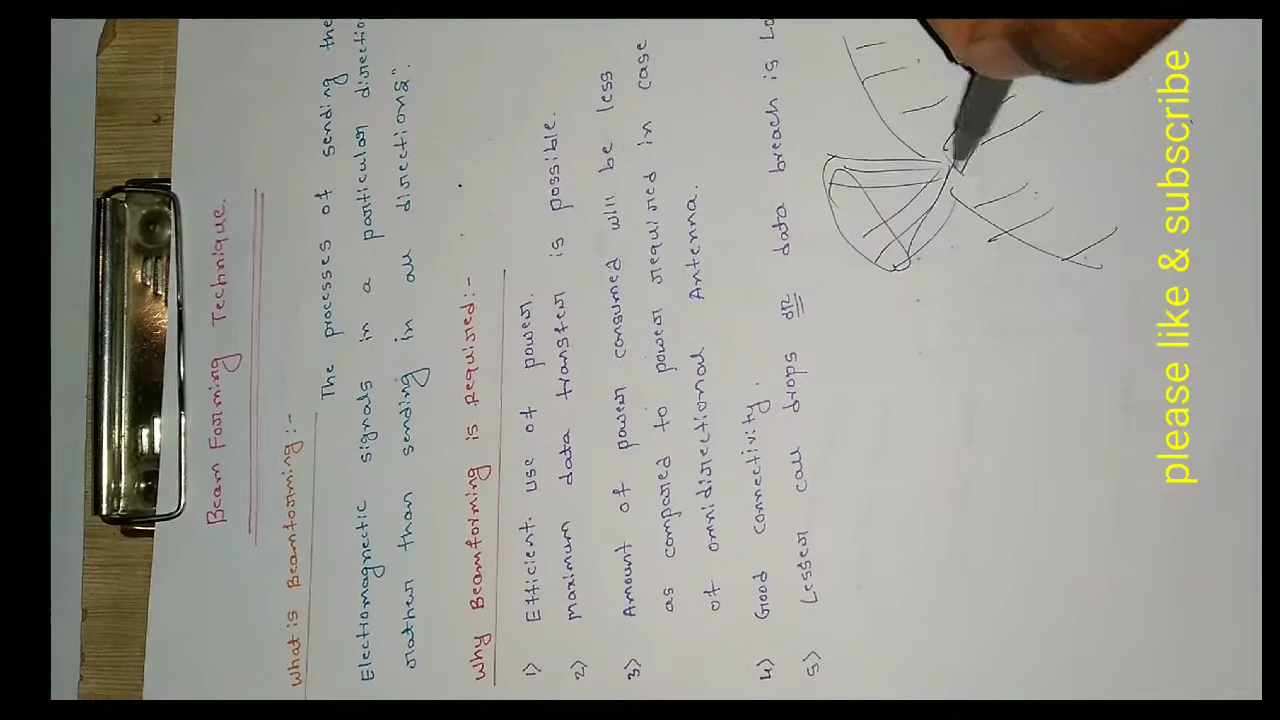 Beam Forming Technique.
What is Beamforming:-
The processes of sending the
Electromagnetic signals in a particular direction
rather than sending in all directions".
Why Beamforming is required:-
1) Efficient use of power.
2) maximum data transfer is possible.
3) Amount of power consumed will be less
as compared to power required in case
of omnidirectional Antenna.
4) Good connectivity.
5) Lesser call drops or data breach is Lo
please like & subscribe